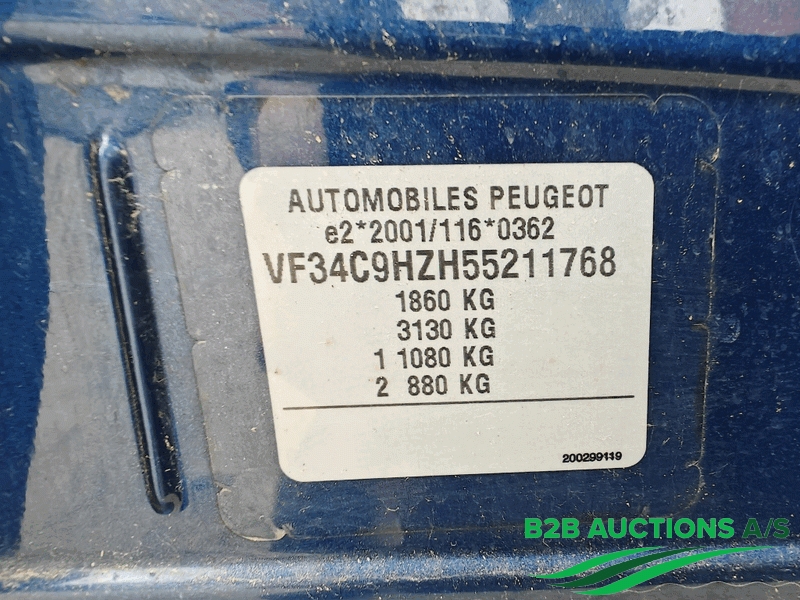 AUTOMOBILES PEUGEOT
e2*2001/116*0362
VF34C9HZH55211768
1860 KG
3130 KG
1 1080 KG
2 880 KG
200299119
B2B AUCTIONS A/S